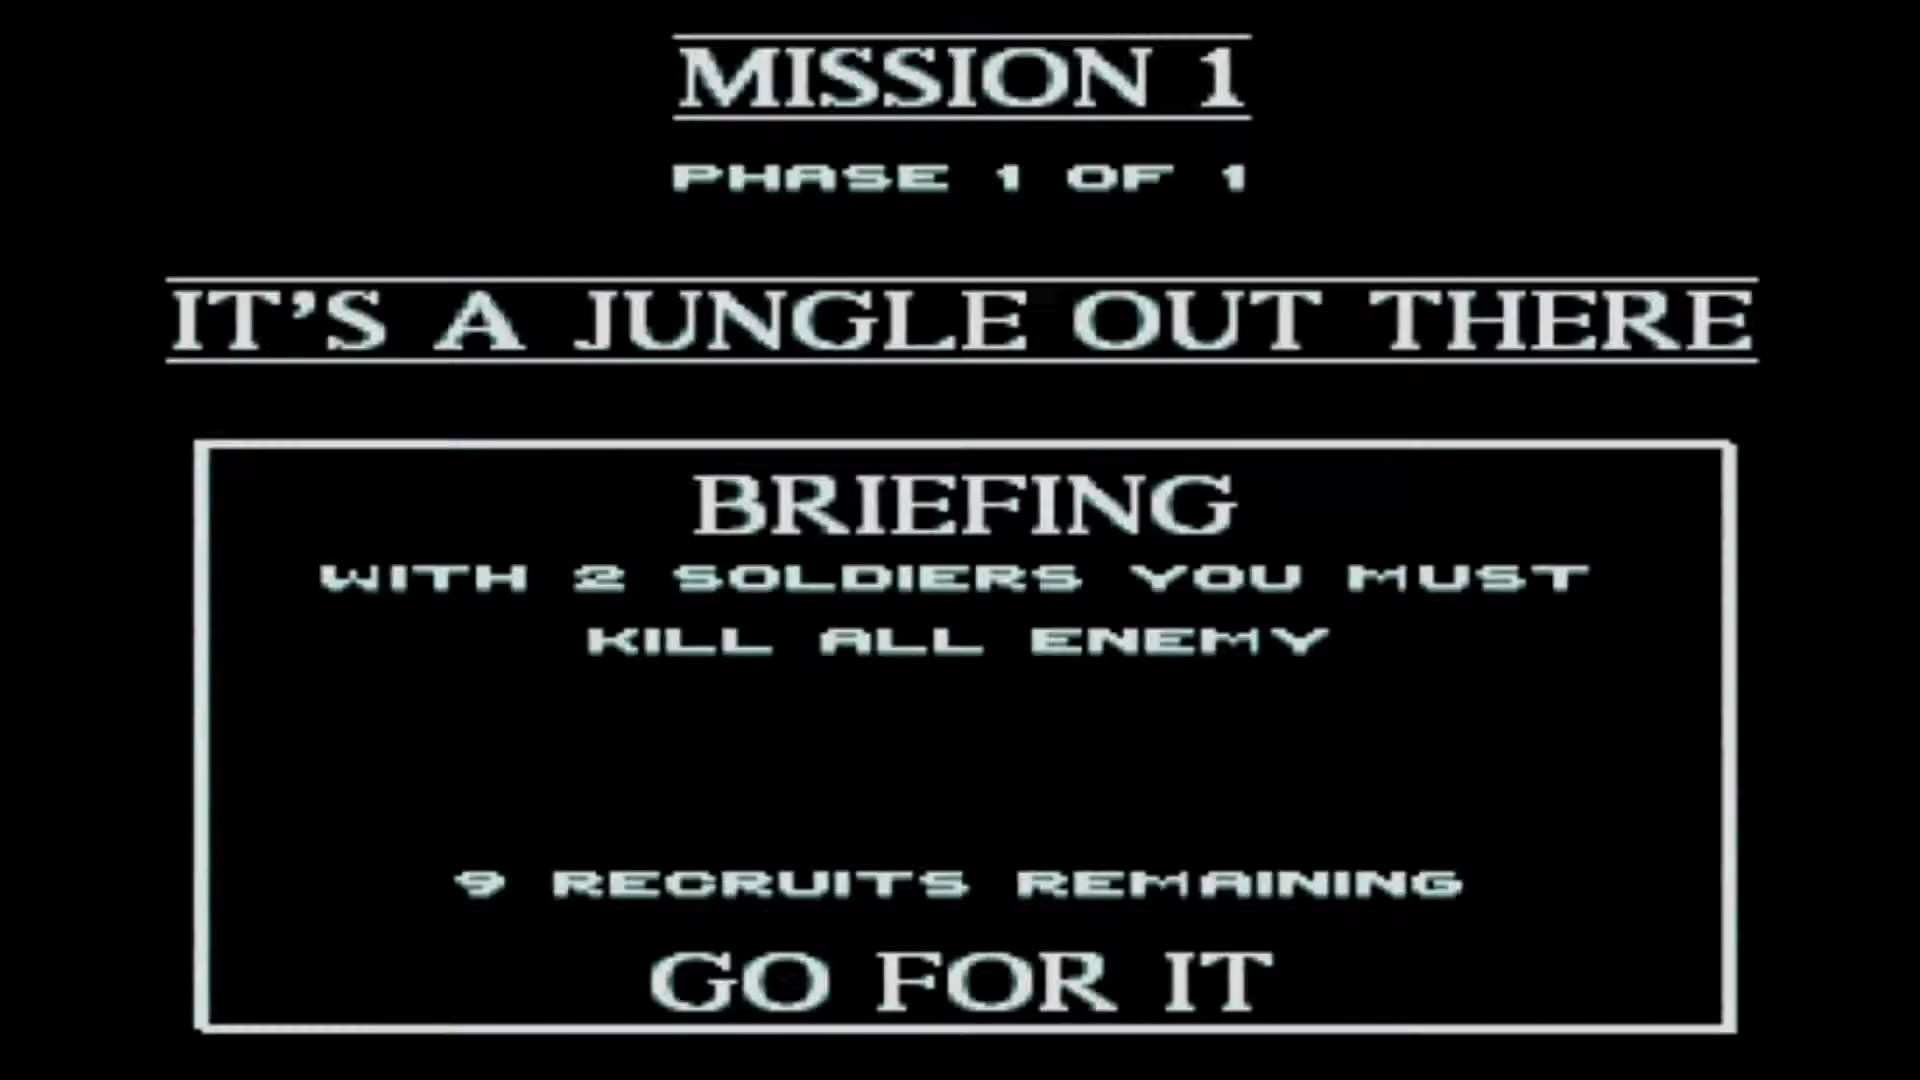 MISSION 1
PHASE 1 OF 1
IT'S A JUNGLE OUT THERE
BRIEFING
WITH 2 SOLDIERS YOU MUST
KILL ALL ENEMY
9 RECRUITS REMAINING
GO FOR IT